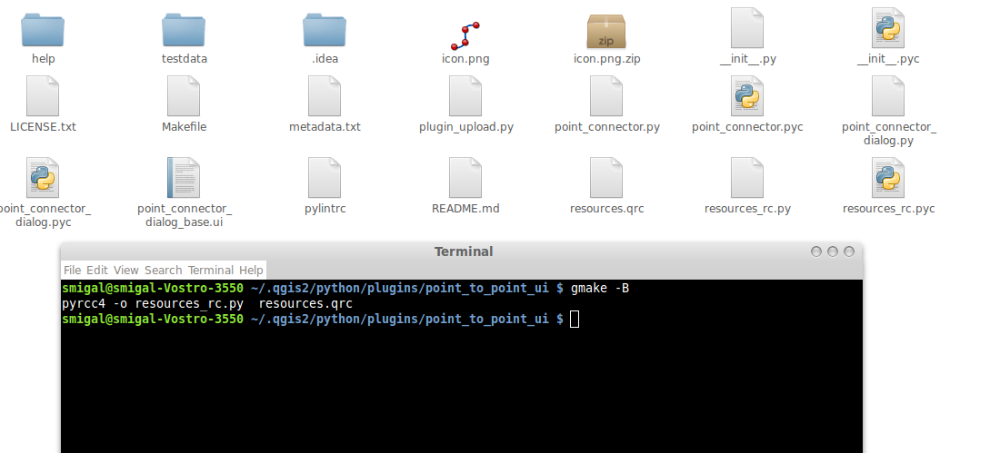 help testdata .idea icon.png icon.png.zip __init__.py __init__.pyc
zip
LICENSE.txt Makefile metadata.txt plugin_upload.py point_connector.py point_connector.pyc point_connector_
dialog.py
point_connector_ point_connector_ pylintrc README.md resources.qrc resources_rc.py resources_rc.pyc
dialog.pyc dialog_base.ui
Terminal
File Edit View Search Terminal Help
smigal@smigal-Vostro-3550 ~/.qgis2/python/plugins/point_to_point_ui $ gmake -B
pyrcc4 -o resources_rc.py  resources.qrc
smigal@smigal-Vostro-3550 ~/.qgis2/python/plugins/point_to_point_ui $